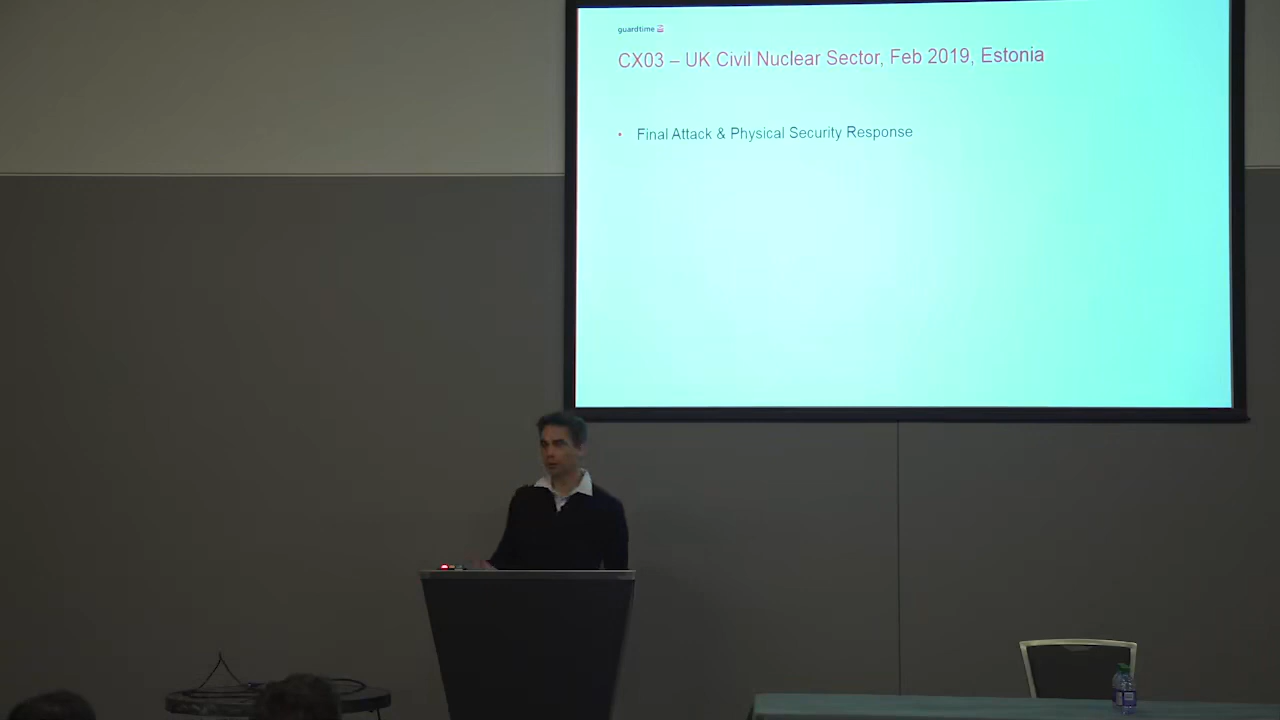 guardtime
CX03 – UK Civil Nuclear Sector, Feb 2019, Estonia
• Final Attack & Physical Security Response